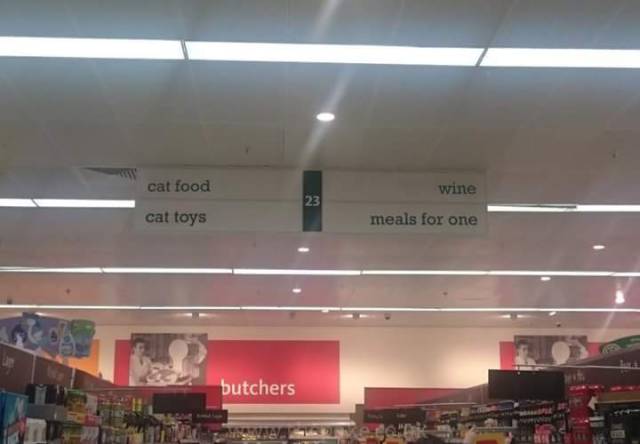 cat food
cat toys
23
wine
meals for one
butchers